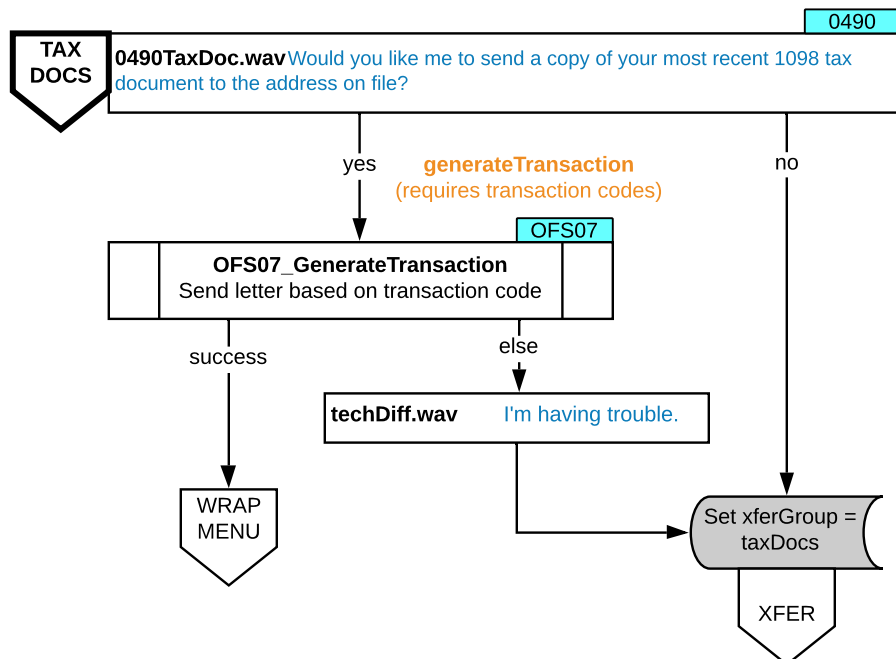 0490
TAX
DOCS
0490TaxDoc.wav Would you like me to send a copy of your most recent 1098 tax
document to the address on file?
yes
generateTransaction
(requires transaction codes)
no
OFS07
OFS07_GenerateTransaction
Send letter based on transaction code
success
else
techDiff.wav I'm having trouble.
WRAP
MENU
Set xferGroup =
taxDocs
XFER